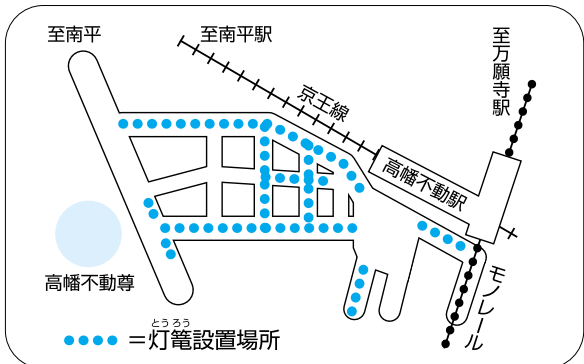 至南平
至南平駅
至万願寺駅
京王線
高幡不動駅
高幡不動尊
モノレール
とうろう
=灯篭設置場所